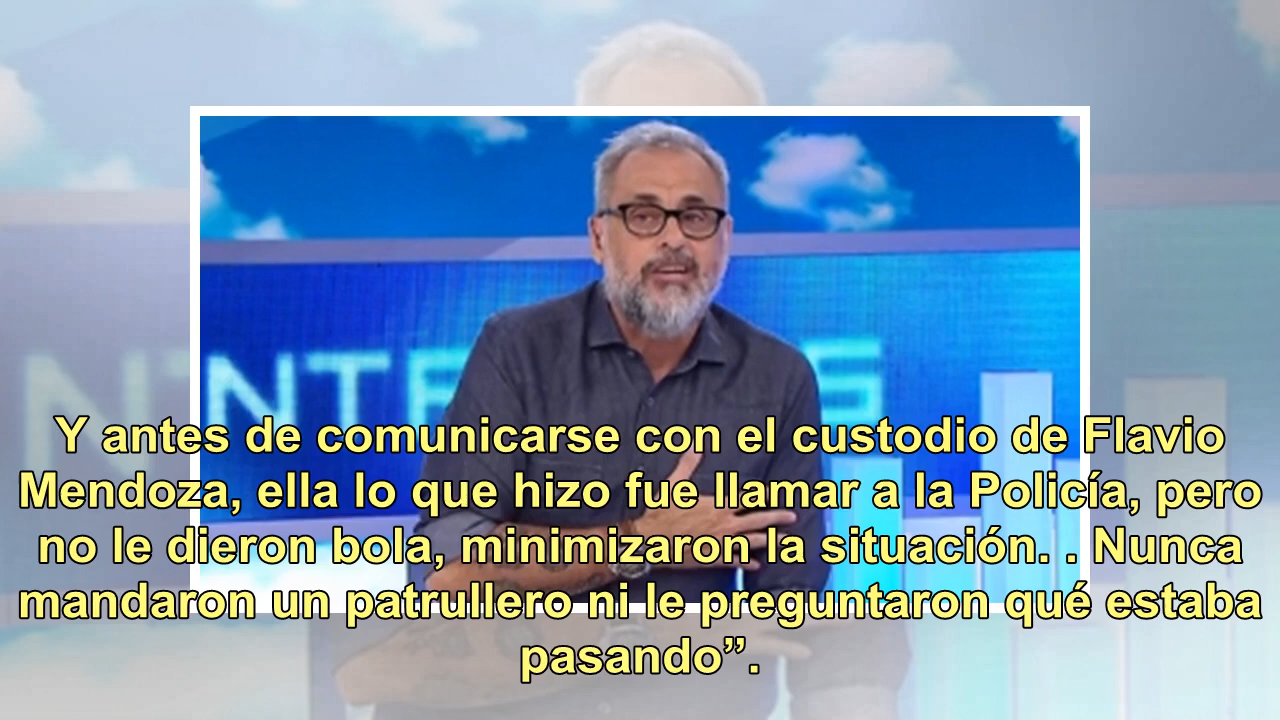 Y antes de comunicarse con el custodio de Flavio
Mendoza, ella lo que hizo fue llamar a la Policía, pero
no le dieron bola, minimizaron la situación. . Nunca
mandaron un patrullero ni le preguntaron qué estaba
pasando”.